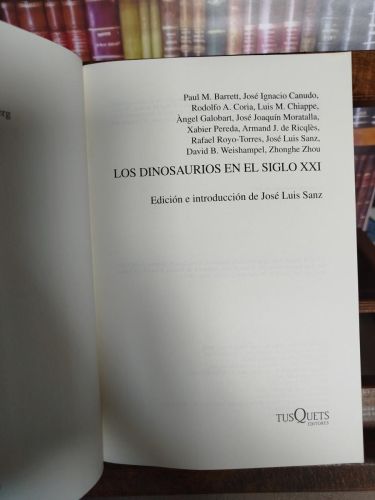 Paul M. Barrett, José Ignacio Canudo,
Rodolfo A. Coria, Luis M. Chiappe,
Àngel Galobart, José Joaquín Moratalla,
Xabier Pereda, Armand J. de Ricqlès,
Rafael Royo-Torres, José Luis Sanz,
David B. Weishampel, Zhonghe Zhou
LOS DINOSAURIOS EN EL SIGLO XXI
Edición e introducción de José Luis Sanz
TUSQUETS
EDITORES